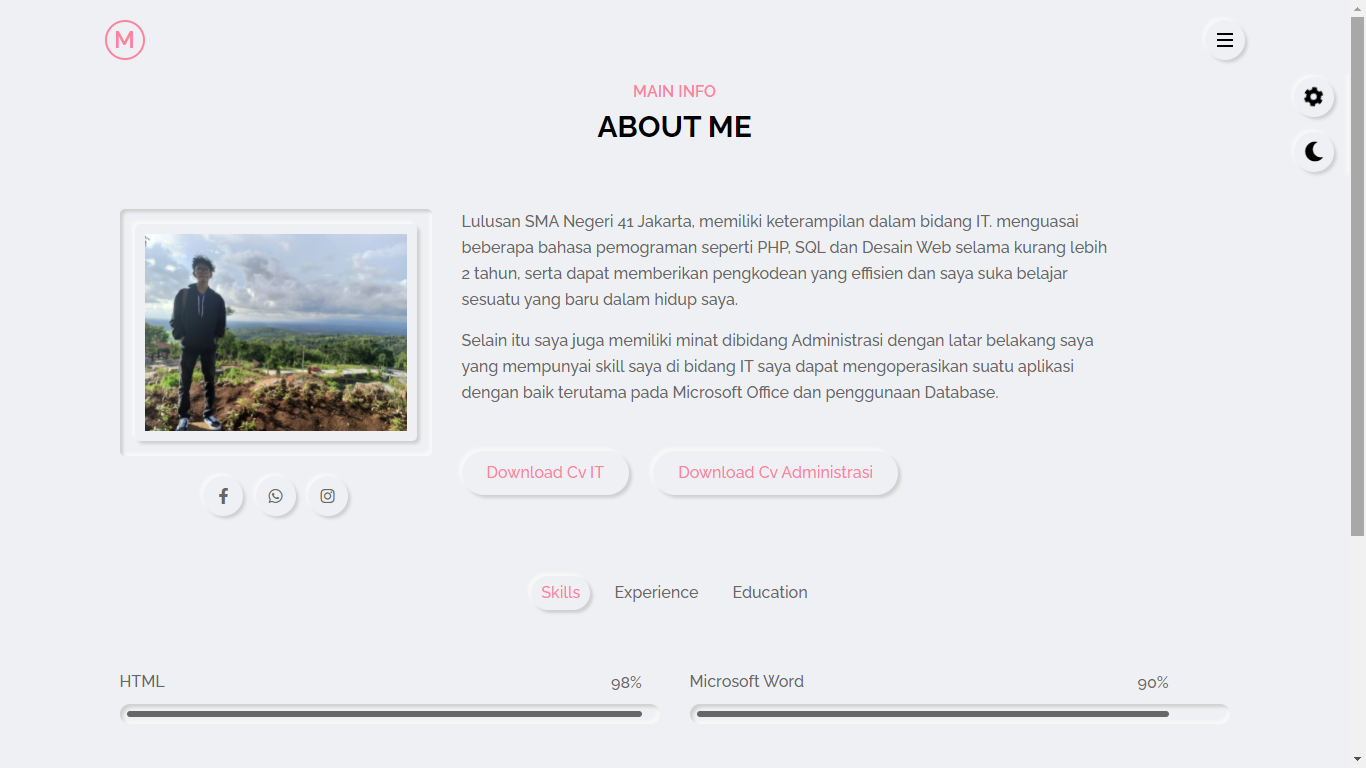 M
MAIN INFO
ABOUT ME
Lulusan SMA Negeri 41 Jakarta, memiliki keterampilan dalam bidang IT. menguasai
beberapa bahasa pemograman seperti PHP, SQL dan Desain Web selama kurang lebih
2 tahun, serta dapat memberikan pengkodean yang effisien dan saya suka belajar
sesuatu yang baru dalam hidup saya.
Selain itu saya juga memiliki minat dibidang Administrasi dengan latar belakang saya
yang mempunyai skill saya di bidang IT saya dapat mengoperasikan suatu aplikasi
dengan baik terutama pada Microsoft Office dan penggunaan Database.
Download Cv IT Download Cv Administrasi
Skills Experience Education
HTML 98% Microsoft Word 90%